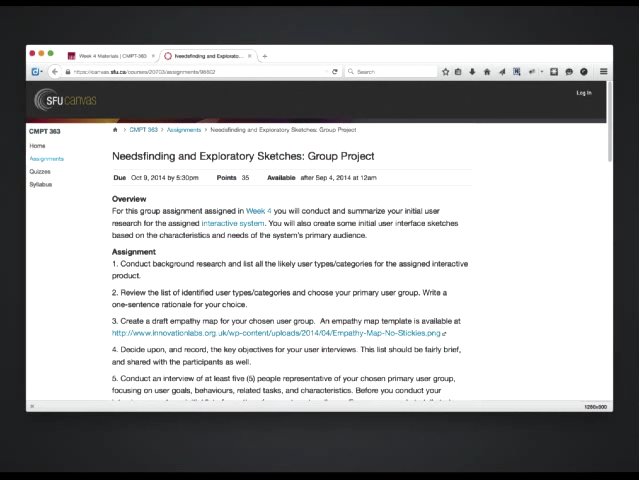 Week 4 Materials | CMPT-363 ×
Needsfinding and Explorato... × +
https://canvas.sfu.ca/courses/20703/assignments/98802
Search
SFU canvas
Log In
CMPT 363
CMPT 363 > Assignments > Needsfinding and Exploratory Sketches: Group Project
Home
Assignments
Quizzes
Syllabus
Needsfinding and Exploratory Sketches: Group Project
Due Oct 9, 2014 by 5:30pm Points 35 Available after Sep 4, 2014 at 12am
Overview
For this group assignment assigned in Week 4 you will conduct and summarize your initial user
research for the assigned interactive system. You will also create some initial user interface sketches
based on the characteristics and needs of the system's primary audience.
Assignment
1. Conduct background research and list all the likely user types/categories for the assigned interactive
product.
2. Review the list of identified user types/categories and choose your primary user group. Write a
one-sentence rationale for your choice.
3. Create a draft empathy map for your chosen user group. An empathy map template is available at
http://www.innovationlabs.org.uk/wp-content/uploads/2014/04/Empathy-Map-No-Stickies.png
4. Decide upon, and record, the key objectives for your user interviews. This list should be fairly brief,
and shared with the participants as well.
5. Conduct an interview of at least five (5) people representative of your chosen primary user group,
focusing on user goals, behaviours, related tasks, and characteristics. Before you conduct your